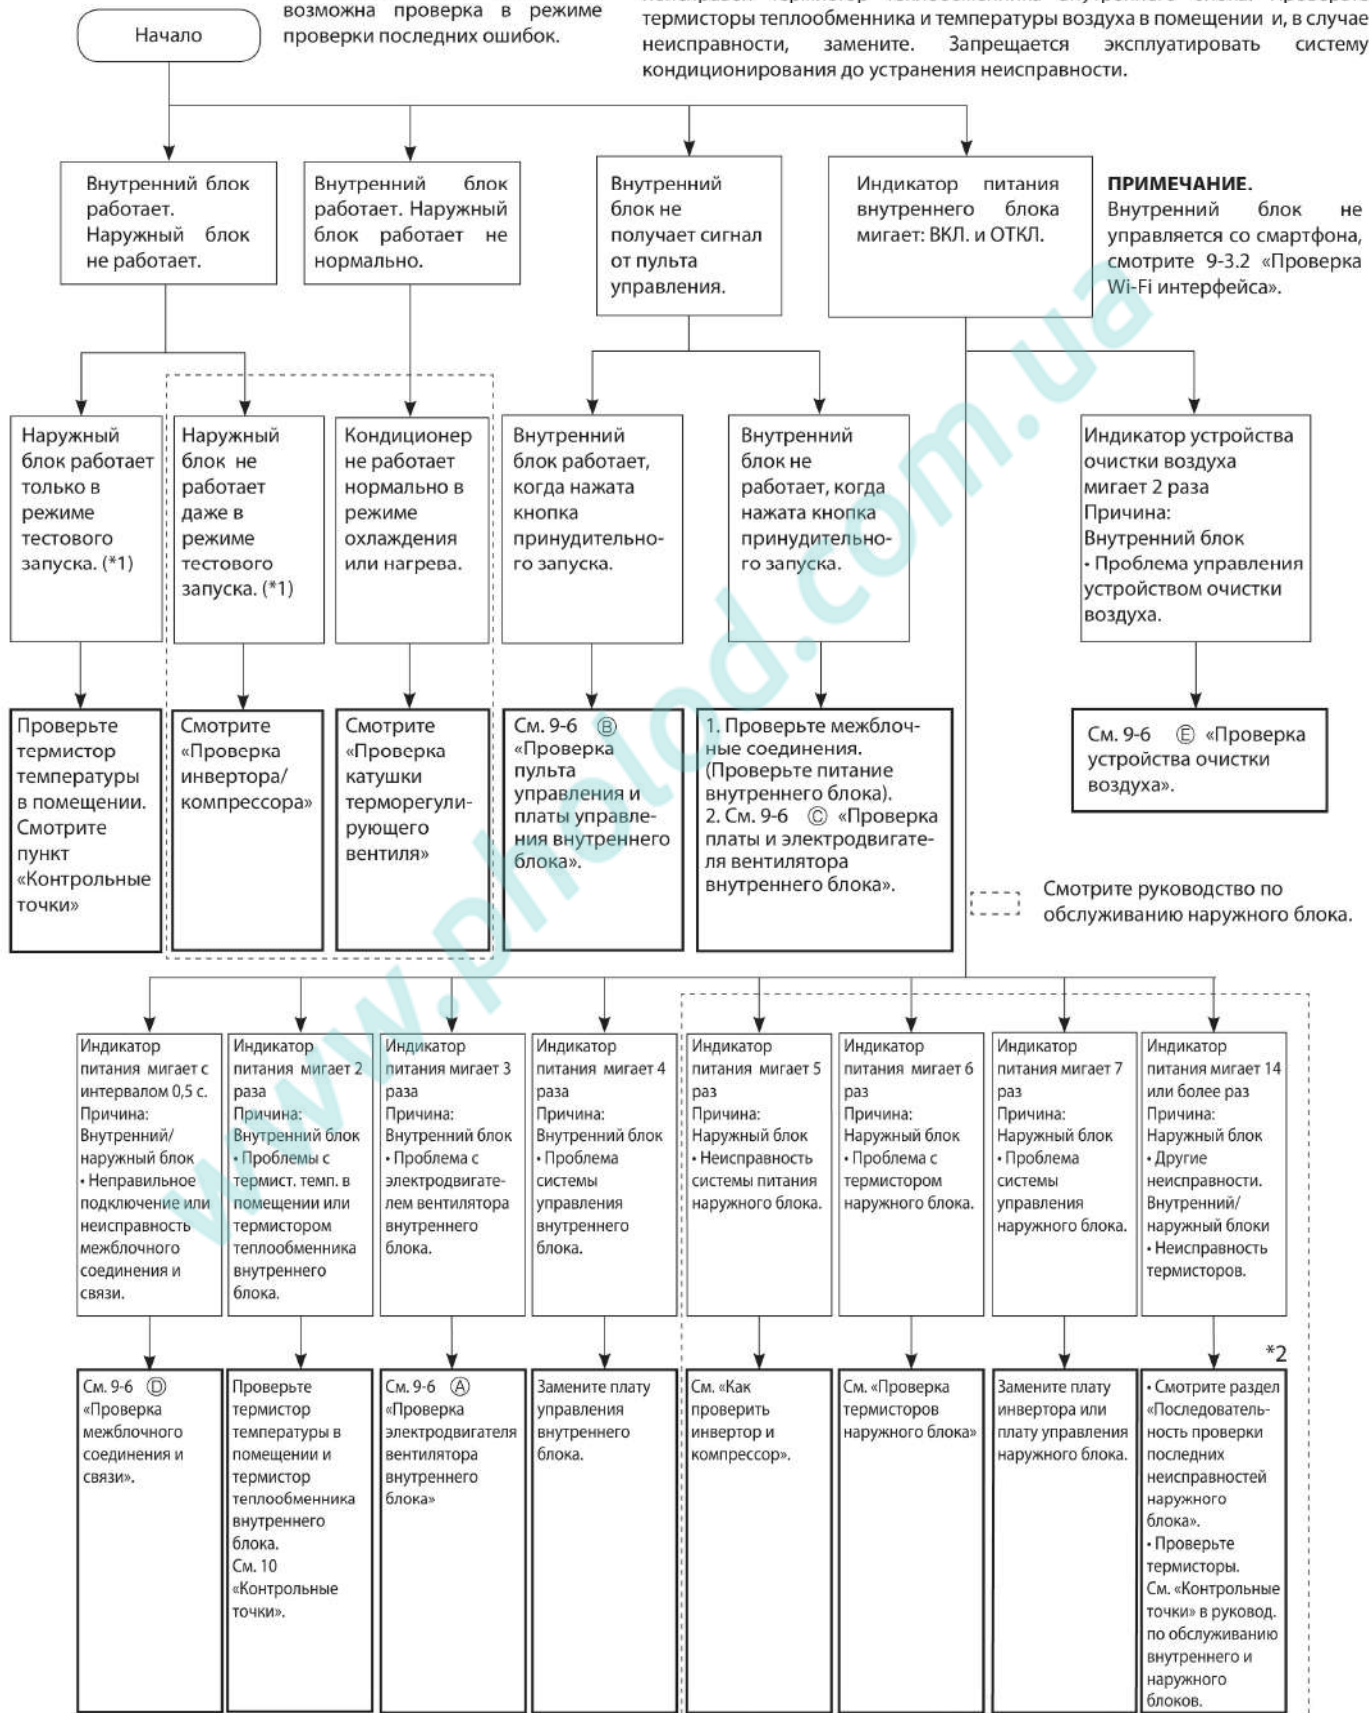 Начало
возможна проверка в режиме
проверки последних ошибок.
термисторы теплообменника и температуры воздуха в помещении и, в случае
неисправности, замените. Запрещается эксплуатировать систему
кондиционирования до устранения неисправности.
Внутренний блок
работает.
Наружный блок
не работает.
Внутренний блок
работает. Наружный
блок работает не
нормально.
Внутренний
блок не
получает сигнал
от пульта
управления.
Индикатор питания
внутреннего блока
мигает: ВКЛ. и ОТКЛ.
ПРИМЕЧАНИЕ.
Внутренний блок не
управляется со смартфона,
смотрите 9-3.2 «Проверка
Wi-Fi интерфейса».
Наружный
блок работает
только в
режиме
тестового
запуска. (*1)
Наружный
блок не
работает
даже в
режиме
тестового
запуска. (*1)
Кондиционер
не работает
нормально в
режиме
охлаждения
или нагрева.
Внутренний
блок работает,
когда нажата
кнопка
принудительно-
го запуска.
Внутренний
блок не
работает, когда
нажата кнопка
принудительно-
го запуска.
Индикатор устройства
очистки воздуха
мигает 2 раза
Причина:
Внутренний блок
• Проблема управления
устройством очистки
воздуха.
Проверьте
термистор
температуры
в помещении.
Смотрите
пункт
«Контрольные
точки»
Смотрите
«Проверка
инвертора/
компрессора»
Смотрите
«Проверка
катушки
терморегули-
рующего
вентиля»
См. 9-6 Ⓑ
«Проверка
пульта
управления и
платы управле-
ния внутреннего
блока».
1. Проверьте межблоч-
ные соединения.
(Проверьте питание
внутреннего блока).
2. См. 9-6 Ⓒ «Проверка
платы и электродвигате-
ля вентилятора
внутреннего блока».
См. 9-6 Ⓔ «Проверка
устройства очистки
воздуха».
Смотрите руководство по
обслуживанию наружного блока.
Индикатор
питания мигает с
интервалом 0,5 с.
Причина:
Внутренний/
наружный блок
• Неправильное
подключение или
неисправность
межблочного
соединения и
связи.
Индикатор
питания мигает 2
раза
Причина:
Внутренний блок
• Проблемы с
термист. темп. в
помещении или
термистором
теплообменника
внутреннего
блока.
Индикатор
питания мигает 3
раза
Причина:
Внутренний блок
• Проблема с
электродвигате-
лем вентилятора
внутреннего
блока.
Индикатор
питания мигает 4
раза
Причина:
Внутренний блок
• Проблема
системы
управления
внутреннего
блока.
Индикатор
питания мигает 5
раз
Причина:
Наружный блок
• Неисправность
системы питания
наружного блока.
Индикатор
питания мигает 6
раз
Причина:
Наружный блок
• Проблема с
термистором
наружного блока.
Индикатор
питания мигает 7
раз
Причина:
Наружный блок
• Проблема
системы
управления
наружного блока.
Индикатор
питания мигает 14
или более раз
Причина:
Наружный блок
• Другие
неисправности.
Внутренний/
наружный блоки
• Неисправность
термисторов.
*2
См. 9-6 Ⓓ
«Проверка
межблочного
соединения и
связи».
Проверьте
термистор
температуры в
помещении и
термистор
теплообменника
внутреннего
блока.
См. 10
«Контрольные
точки».
См. 9-6 Ⓐ
«Проверка
электродвигателя
вентилятора
внутреннего
блока»
Замените плату
управления
внутреннего
блока.
См. «Как
проверить
инвертор и
компрессор».
См. «Проверка
термисторов
наружного блока»
Замените плату
инвертора или
плату управления
наружного блока.
• Смотрите раздел
«Последователь-
ность проверки
последних
неисправностей
наружного
блока».
• Проверьте
термисторы.
См. «Контрольные
точки» в руковод.
по обслуживанию
внутреннего и
наружного
блоков.
www.pholod.com.ua